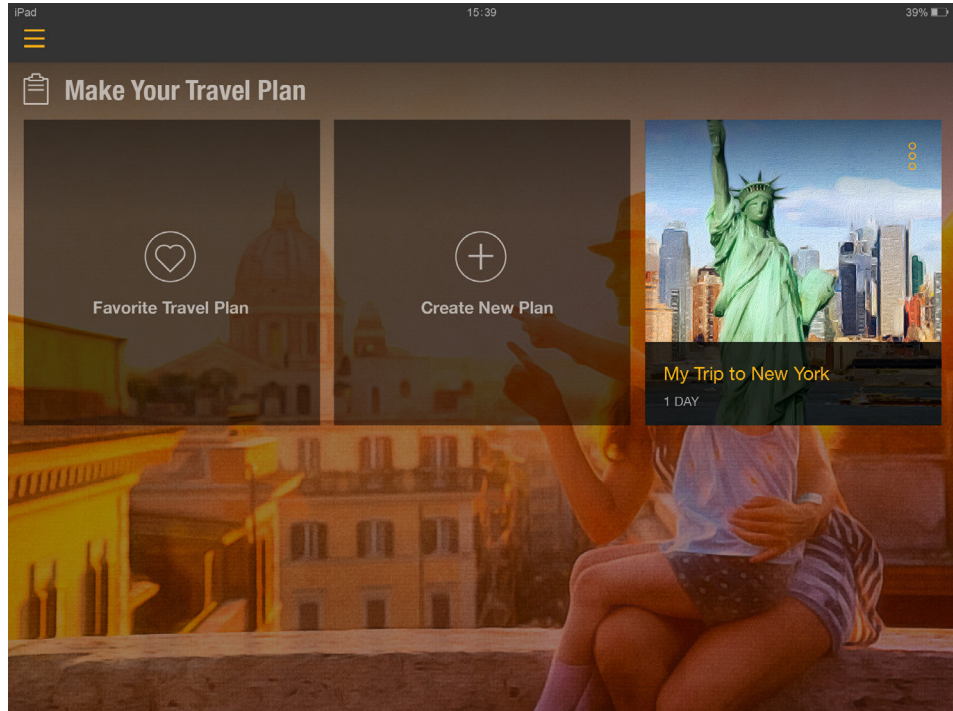 iPad 15:39 39%
Make Your Travel Plan
Favorite Travel Plan
Create New Plan
My Trip to New York
1 DAY